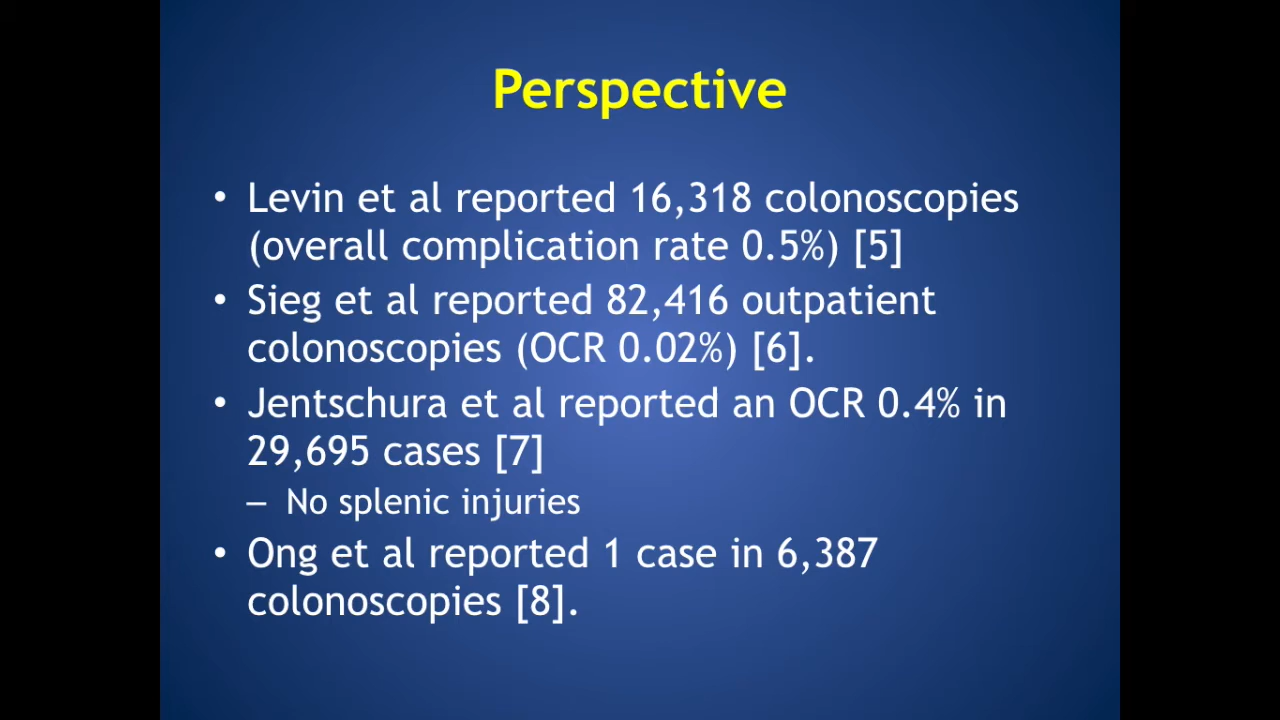 Perspective
• Levin et al reported 16,318 colonoscopies
(overall complication rate 0.5%) [5]
• Sieg et al reported 82,416 outpatient
colonoscopies (OCR 0.02%) [6].
• Jentschura et al reported an OCR 0.4% in
29,695 cases [7]
– No splenic injuries
• Ong et al reported 1 case in 6,387
colonoscopies [8].